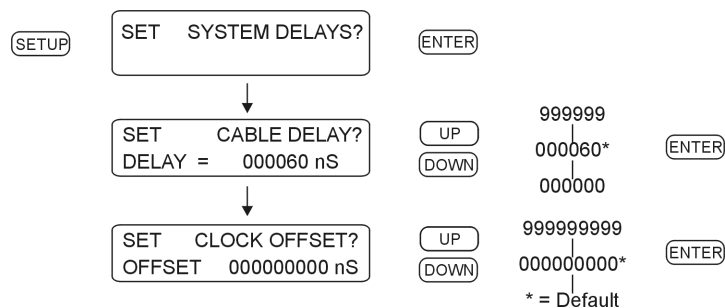 SETUP
SET SYSTEM DELAYS?
ENTER
SET CABLE DELAY?
DELAY = 000060 nS
UP
DOWN
999999
000060*
000000
ENTER
SET CLOCK OFFSET?
OFFSET 000000000 nS
UP
DOWN
999999999
000000000*
ENTER
* = Default